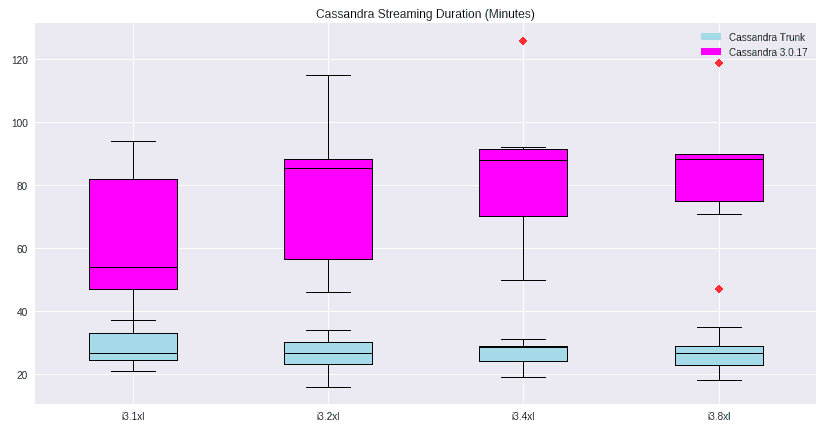 Cassandra Streaming Duration (Minutes)
Cassandra Trunk
Cassandra 3.0.17
120
100
80
60
40
20
i3.1xl
i3.2xl
i3.4xl
i3.8xl